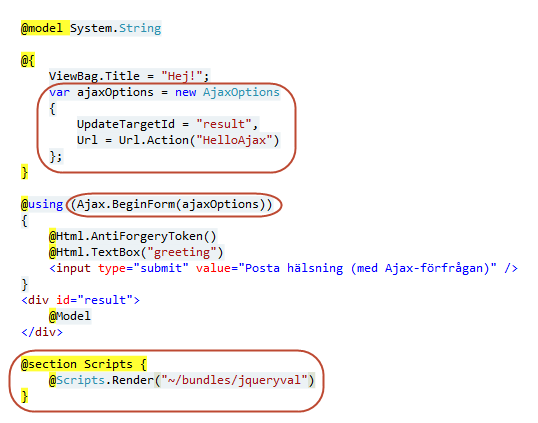 @model System.String
@{
ViewBag.Title = "Hej!";
var ajaxOptions = new AjaxOptions
{
UpdateTargetId = "result",
Url = Url.Action("HelloAjax")
};
}
@using (Ajax.BeginForm(ajaxOptions))
{
@Html.AntiForgeryToken()
@Html.TextBox("greeting")
<input type="submit" value="Posta hälsning (med Ajax-förfrågan)" />
}
<div id="result">
@Model
</div>
@section Scripts {
@Scripts.Render("~/bundles/jqueryval")
}